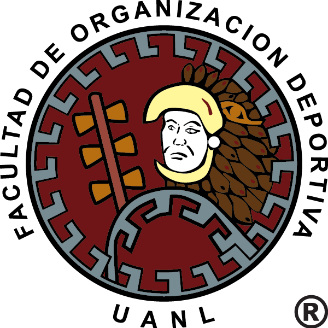 FACULTAD DE ORGANIZACION DEPORTIVA
UANL
®